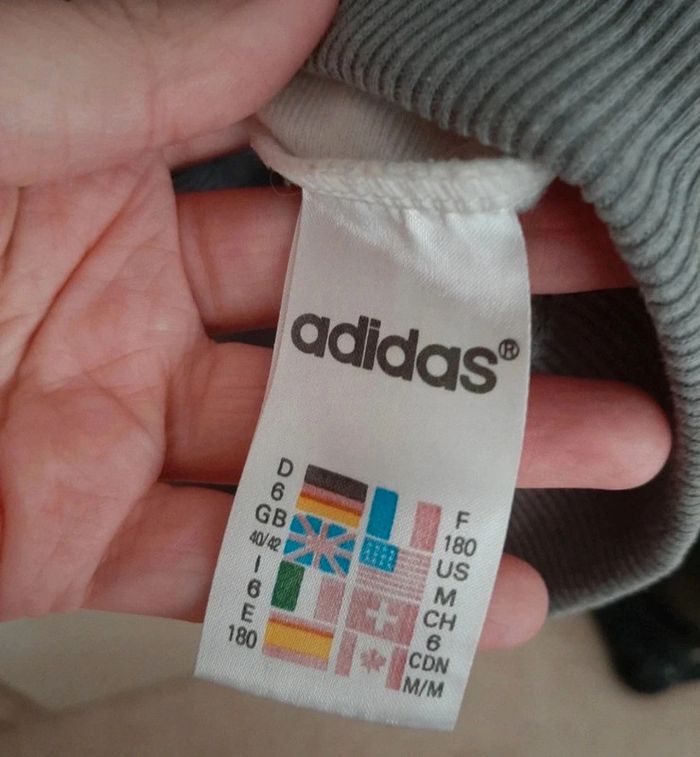 adidas®
D
6
GB
40/42
I
6
E
180
F
180
US
M
CH
6
CDN
M/M